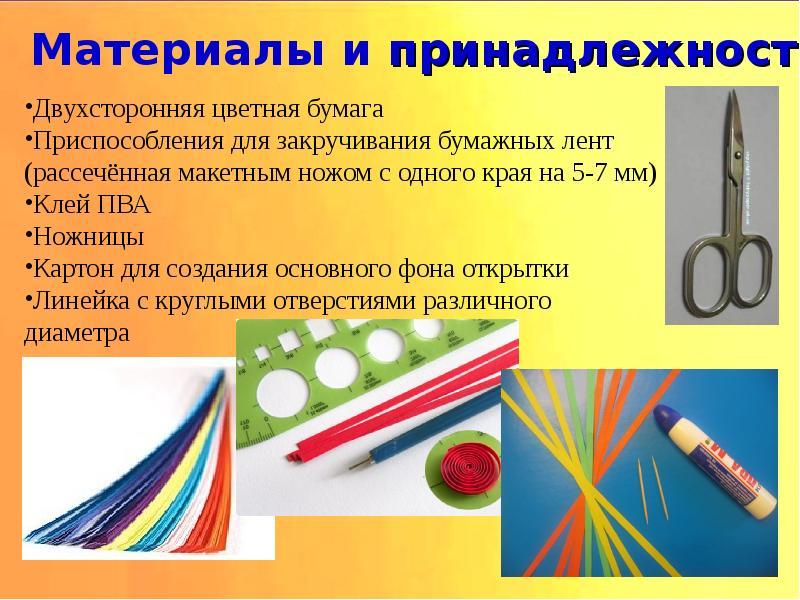 Материалы и принадлежност
•Двухсторонняя цветная бумага
•Приспособления для закручивания бумажных лент
(рассечённая макетным ножом с одного края на 5-7 мм)
•Клей ПВА
•Ножницы
•Картон для создания основного фона открытки
•Линейка с круглыми отверстиями различного
диаметра